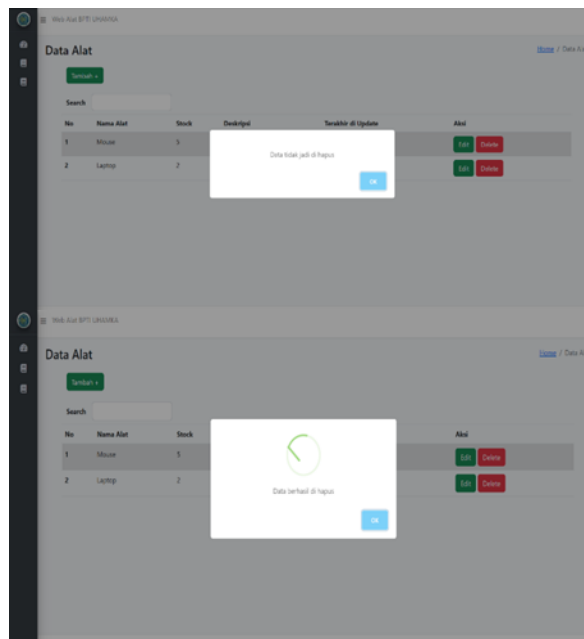 Web Alat BPTI UHAMKA
Data Alat
Home / Data Al
Tambah +
Search
No Nama Alat Stock Deskripsi Terakhir di Update Aksi
1 Mouse 5 Edit Delete
2 Laptop 2 Edit Delete
Data tidak jadi di hapus
OK
Web Alat BPTI UHAMKA
Data Alat
Home / Data A
Tambah +
Search
No Nama Alat Stock Aksi
1 Mouse 5 Edit Delete
2 Laptop 2 Edit Delete
Data berhasil di hapus
OK